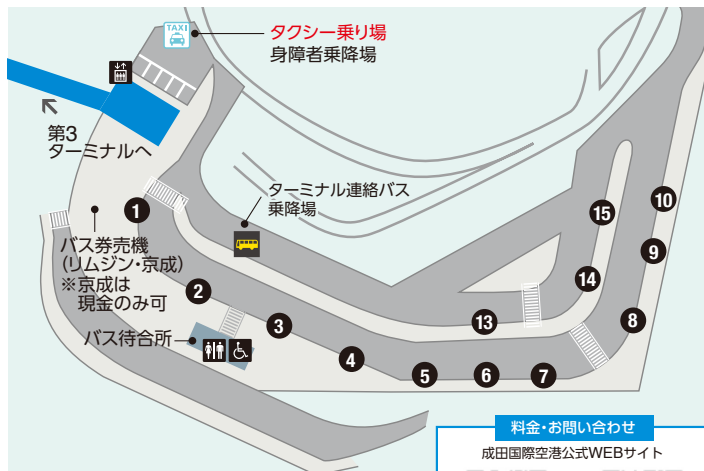 TAXI
タクシー乗り場
身障者乗降場
第3
ターミナルへ
ターミナル連絡バス
乗降場
1
バス券売機
(リムジン・京成)
※京成は
現金のみ可
バス待合所
2
3
4
5
6
7
8
9
10
13
14
15
料金・お問い合わせ
成田国際空港公式WEBサイト